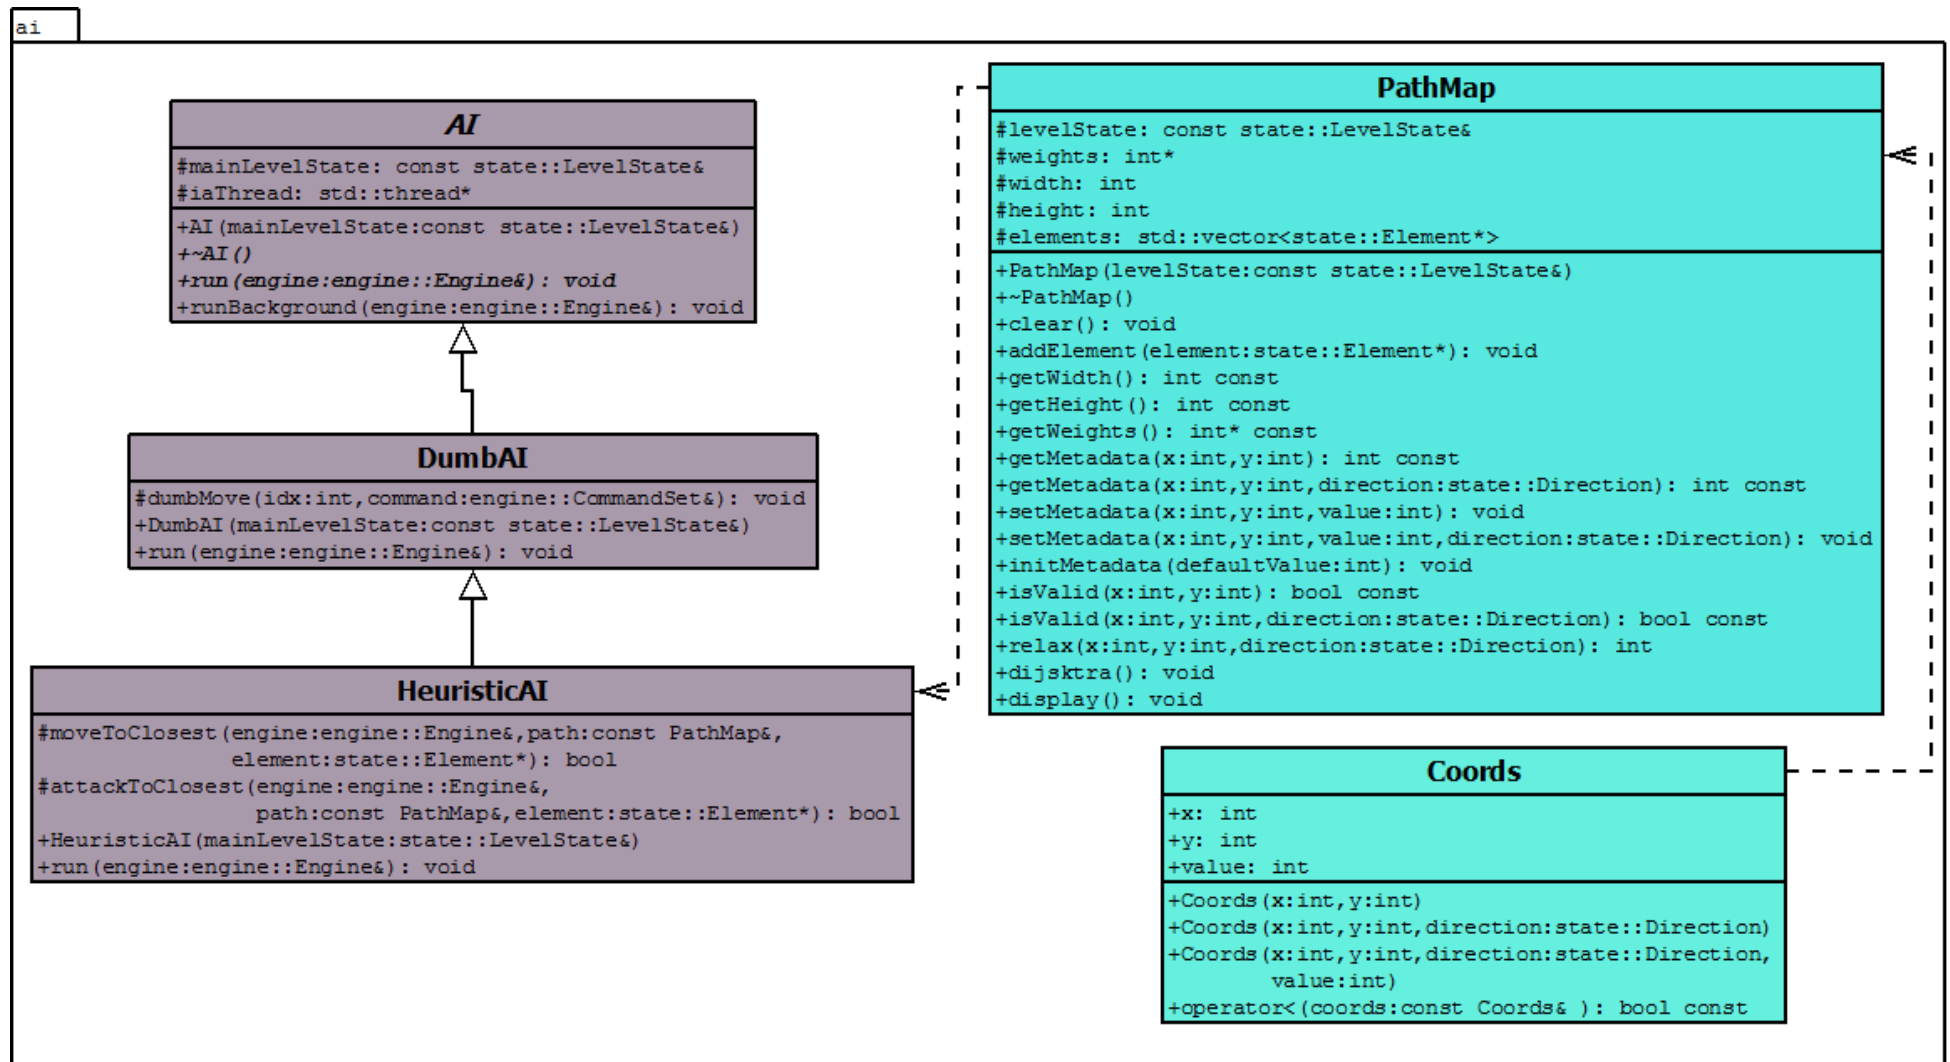 ai
AI
#mainLevelState: const state::LevelState&
#iaThread: std::thread*
+AI(mainLevelState:const state::LevelState&)
+~AI()
+run(engine:engine::Engine&): void
+runBackground(engine:engine::Engine&): void
DumbAI
#dumbMove(idx:int,command:engine::CommandSet&): void
+DumbAI(mainLevelState:const state::LevelState&)
+run(engine:engine::Engine&): void
HeuristicAI
#moveToClosest(engine:engine::Engine&,path:const PathMap&,
element:state::Element*): bool
#attackToClosest(engine:engine::Engine&,
path:const PathMap&,element:state::Element*): bool
+HeuristicAI(mainLevelState:state::LevelState&)
+run(engine:engine::Engine&): void
PathMap
#levelState: const state::LevelState&
#weights: int*
#width: int
#height: int
#elements: std::vector<state::Element*>
+PathMap(levelState:const state::LevelState&)
+~PathMap()
+clear(): void
+addElement(element:state::Element*): void
+getWidth(): int const
+getHeight(): int const
+getWeights(): int* const
+getMetadata(x:int,y:int): int const
+getMetadata(x:int,y:int,direction:state::Direction): int const
+setMetadata(x:int,y:int,value:int): void
+setMetadata(x:int,y:int,value:int,direction:state::Direction): void
+initMetadata(defaultValue:int): void
+isValid(x:int,y:int): bool const
+isValid(x:int,y:int,direction:state::Direction): bool const
+relax(x:int,y:int,direction:state::Direction): int
+dijsktra(): void
+display(): void
Coords
+x: int
+y: int
+value: int
+Coords(x:int,y:int)
+Coords(x:int,y:int,direction:state::Direction)
+Coords(x:int,y:int,direction:state::Direction,
value:int)
+operator<(coords:const Coords& ): bool const